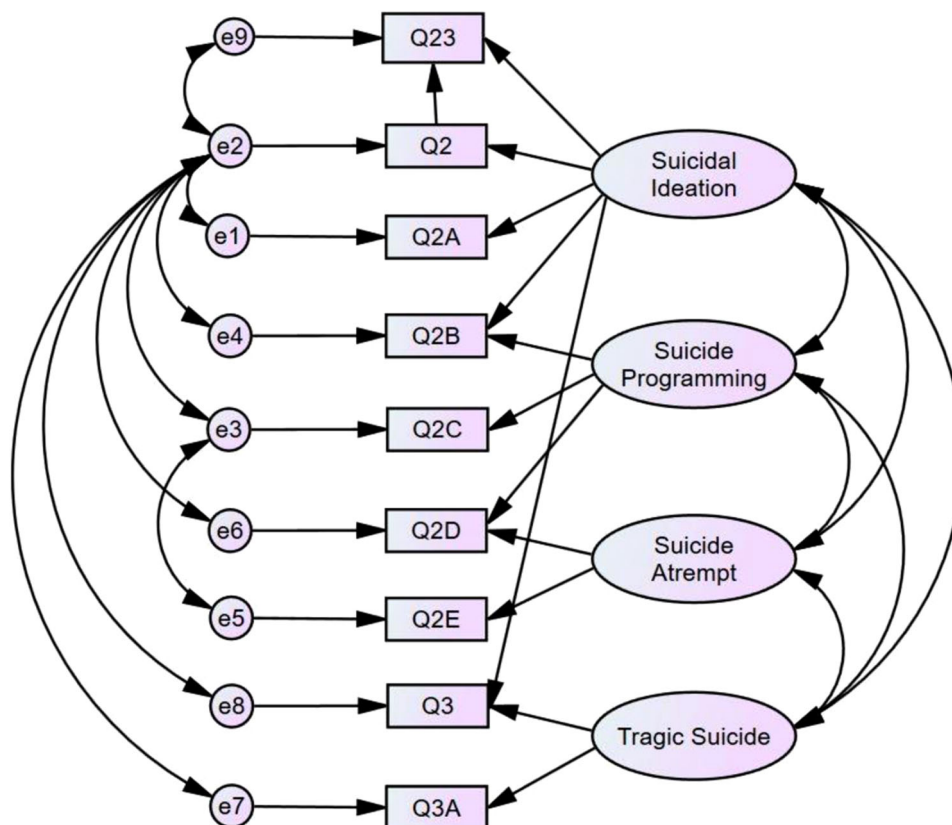 e9
Q23
e2
Q2
Suicidal
Ideation
e1
Q2A
e4
Q2B
Suicide
Programming
e3
Q2C
e6
Q2D
Suicide
Atrempt
e5
Q2E
e8
Q3
Tragic Suicide
e7
Q3A